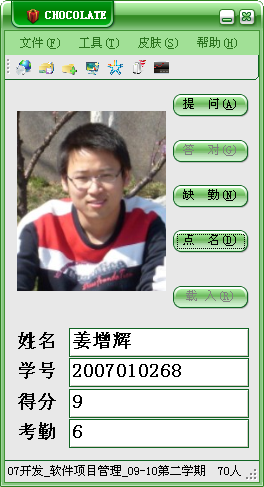 CHOCOLATE
文件(F) 工具(T) 皮肤(S) 帮助(H)
提 问(A)
答 对(G)
缺 勤(N)
点 名(D)
载 入(R)
姓名 姜增辉
学号 2007010268
得分 9
考勤 6
07开发_软件项目管理_09-10第二学期 70人